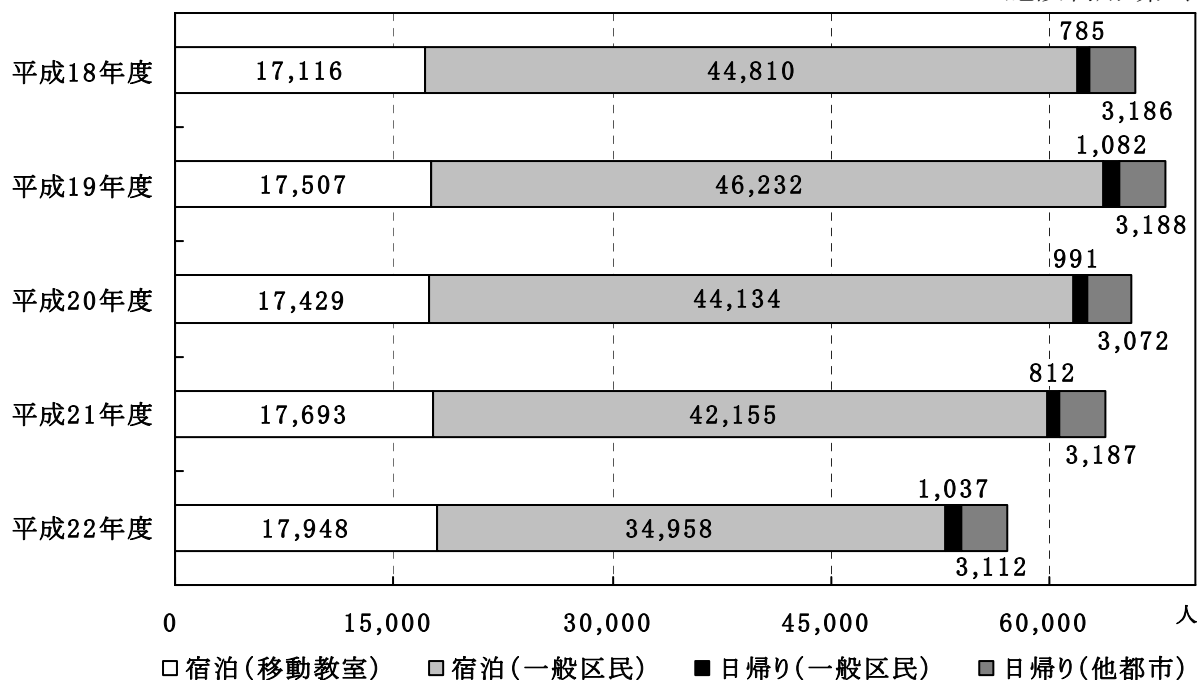 785
平成18年度 17,116 44,810
3,186
1,082
平成19年度 17,507 46,232
3,188
991
平成20年度 17,429 44,134
3,072
812
平成21年度 17,693 42,155
3,187
1,037
平成22年度 17,948 34,958
3,112
0 15,000 30,000 45,000 60,000 人
宿泊(移動教室) 宿泊(一般区民) 日帰り(一般区民) 日帰り(他都市)